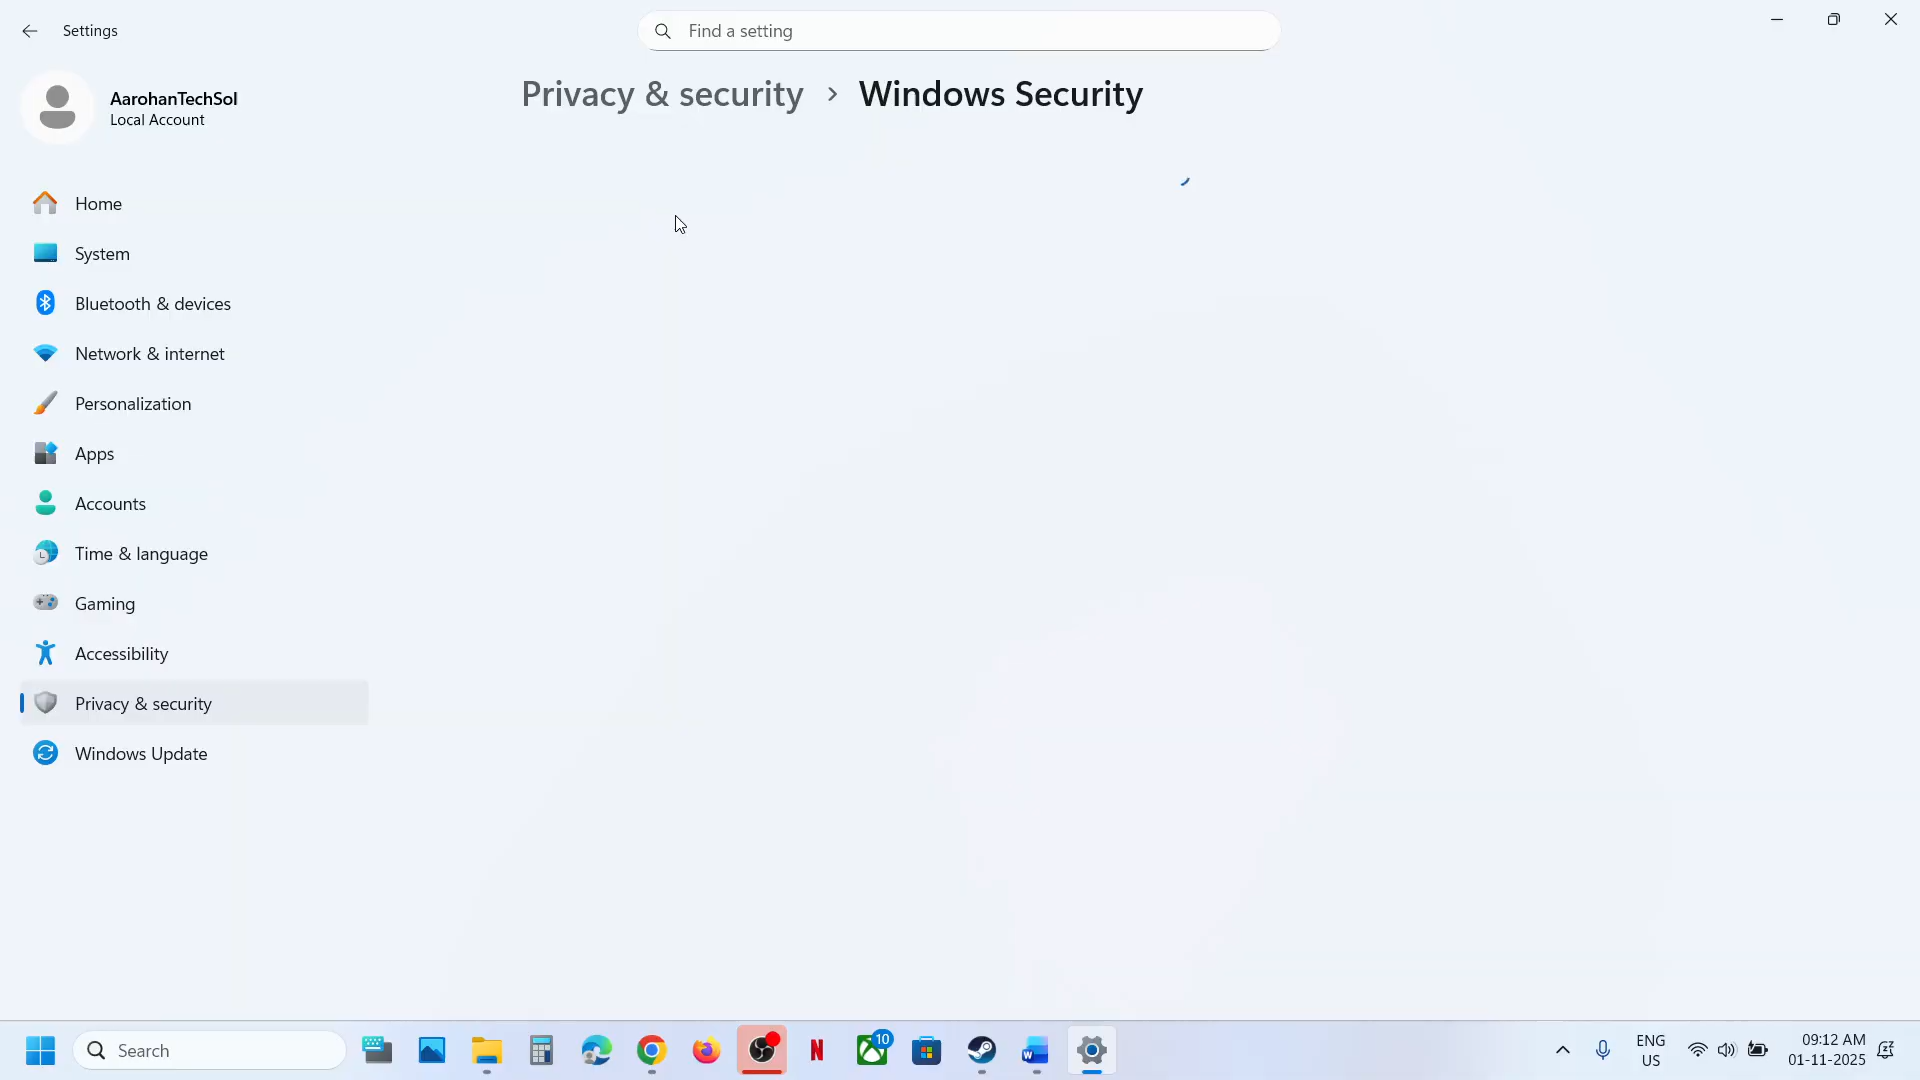 Settings
Find a setting
AarohanTechSol
Local Account
Privacy & security > Windows Security
Home
System
Bluetooth & devices
Network & internet
Personalization
Apps
Accounts
Time & language
Gaming
Accessibility
Privacy & security
Windows Update
Search
N
10
W
ENG
US
09:12 AM
01-11-2025